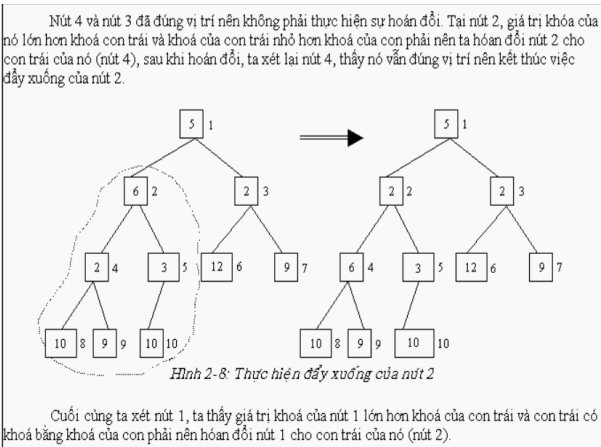 Nút 4 và nút 3 đã đúng vị trí nên không phải thực hiện sự hoán đổi. Tại nút 2, giá trị khóa của
nó lớn hơn khoá con trái và khoá của con trái nhỏ hơn khoá của con phải nên ta hóan đổi nút 2 cho
con trái của nó (nút 4), sau khi hoán đổi, ta xét lại nút 4, thấy nó vẫn đúng vị trí nên kết thúc việc
đẩy xuống của nút 2.
5 1 5 1
6 2 2 3 2 2 2 3
2 4 3 5 12 6 9 7 6 4 3 5 12 6 9 7
10 8 9 9 10 10 10 8 9 9 10 10
Hình 2-8: Thực hiện đẩy xuống của nút 2
Cuối cùng ta xét nút 1, ta thấy giá trị khoá của nút 1 lớn hơn khoá của con trái và con trái có
khoá bằng khoá của con phải nên hóan đổi nút 1 cho con trái của nó (nút 2).